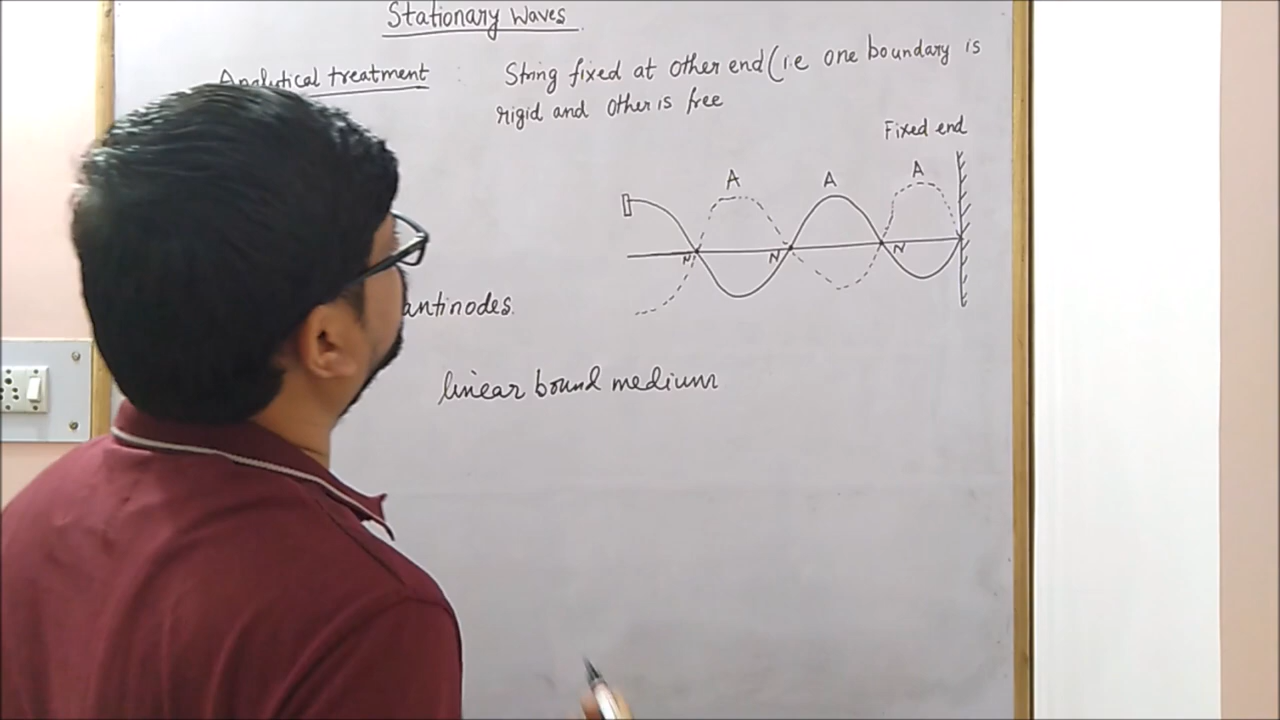 Stationary Waves
Analytical treatment : String fixed at other end (i.e one boundary is
rigid and other is free
Fixed end
A A A
N N N
antinodes.
linear bound medium